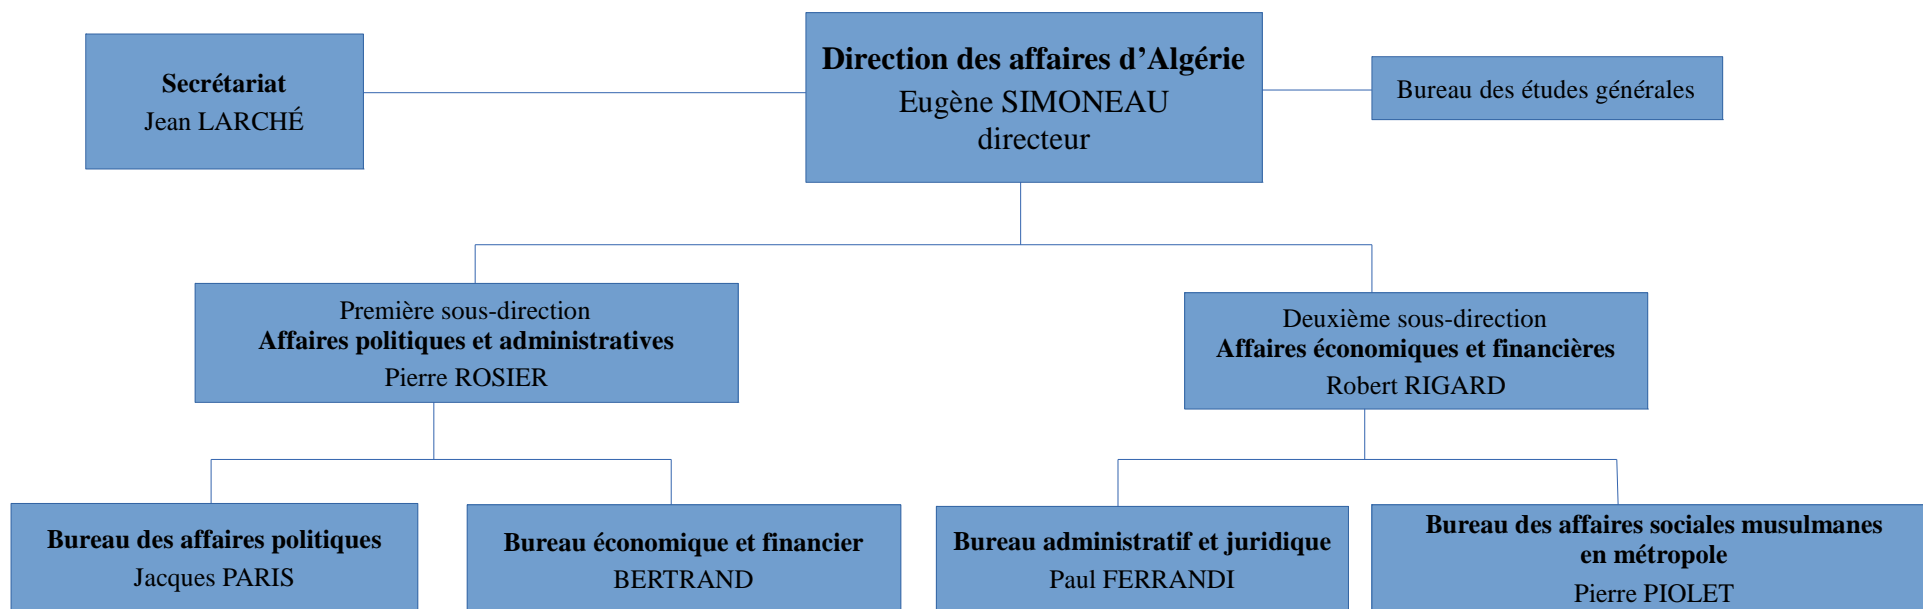 Secrétariat
Jean LARCHÉ
Direction des affaires d’Algérie
Eugène SIMONEAU
directeur
Bureau des études générales
Première sous-direction
Affaires politiques et administratives
Pierre ROSIER
Deuxième sous-direction
Affaires économiques et financières
Robert RIGARD
Bureau des affaires politiques
Jacques PARIS
Bureau économique et financier
BERTRAND
Bureau administratif et juridique
Paul FERRANDI
Bureau des affaires sociales musulmanes
en métropole
Pierre PIOLET